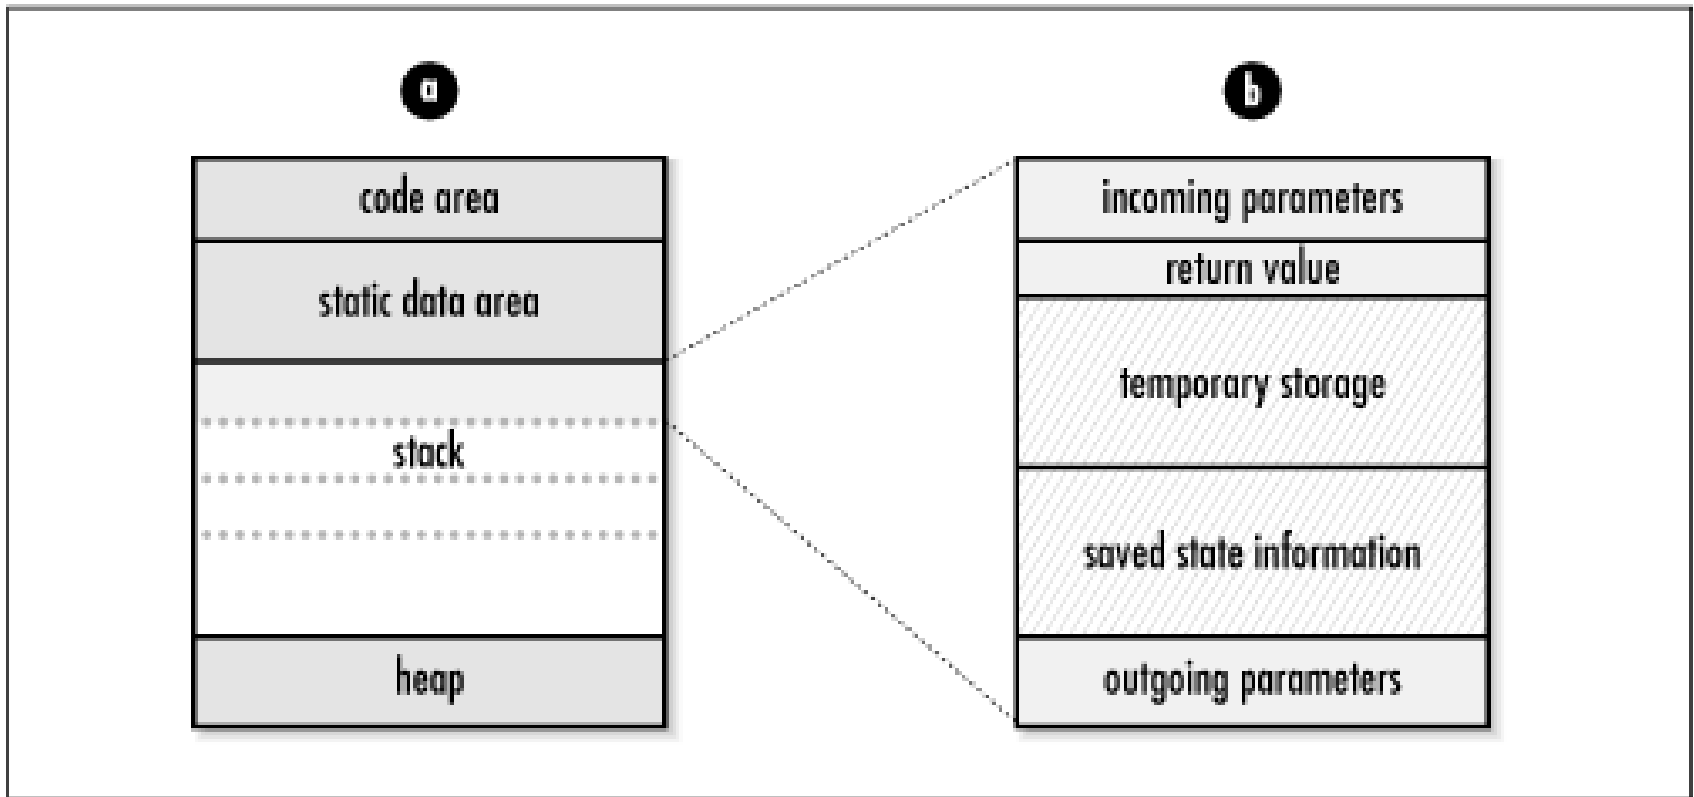 a
code area
static data area
stack
heap
b
incoming parameters
return value
temporary storage
saved state information
outgoing parameters